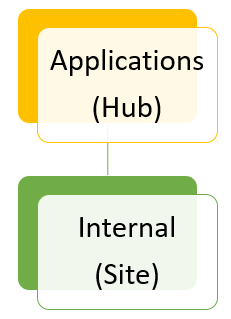 Applications
(Hub)
Internal
(Site)